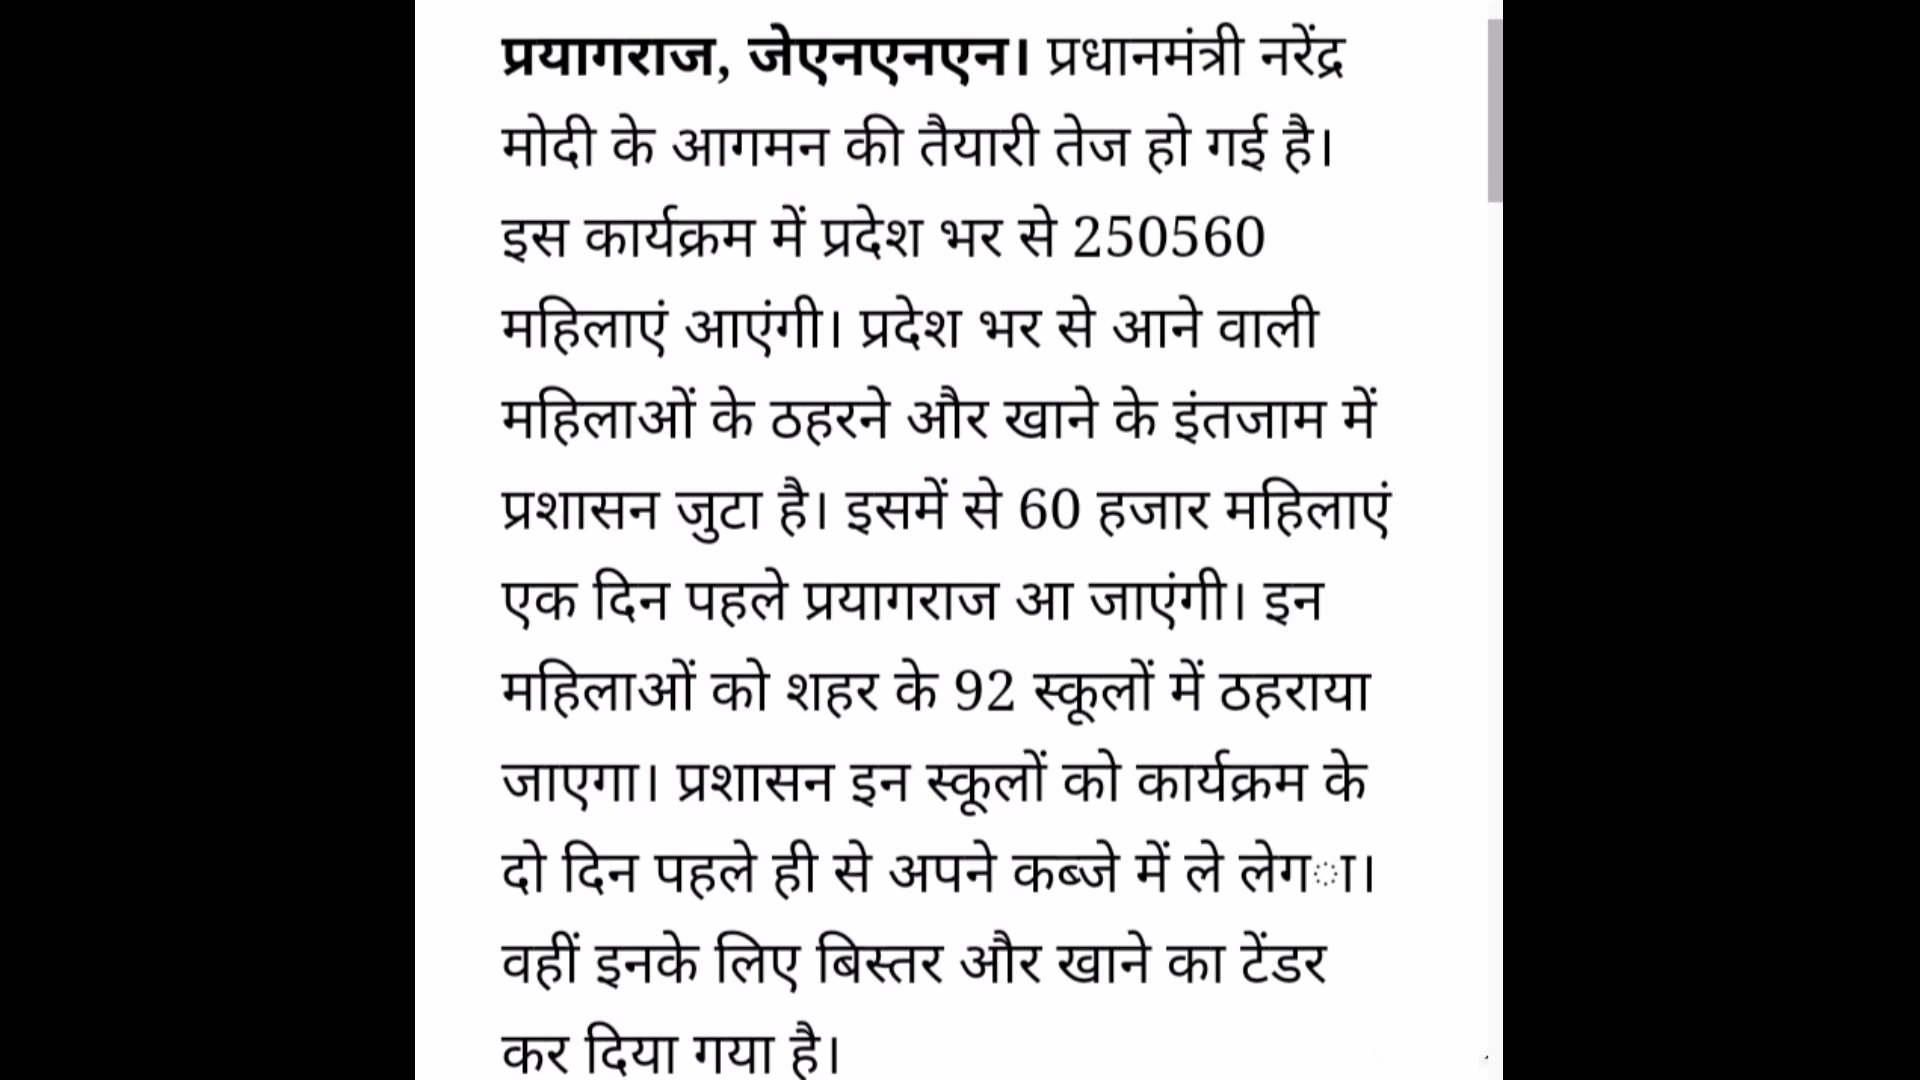 प्रयागराज, जेएनएनएन। प्रधानमंत्री नरेंद्र
मोदी के आगमन की तैयारी तेज हो गई है।
इस कार्यक्रम में प्रदेश भर से 250560
महिलाएं आएंगी। प्रदेश भर से आने वाली
महिलाओं के ठहरने और खाने के इंतजाम में
प्रशासन जुटा है। इसमें से 60 हजार महिलाएं
एक दिन पहले प्रयागराज आ जाएंगी। इन
महिलाओं को शहर के 92 स्कूलों में ठहराया
जाएगा। प्रशासन इन स्कूलों को कार्यक्रम के
दो दिन पहले ही से अपने कब्जे में ले लेग◌ा।
वहीं इनके लिए बिस्तर और खाने का टेंडर
कर दिया गया है।